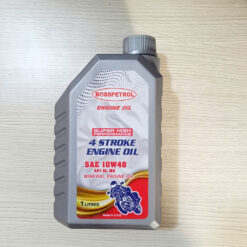 BOSSPETROL
ENGINE OIL
SUPER HIGH
4 STROKE
ENGINE OIL
SAE 10W40
API SL MA
MINERAL ENGINE OIL
1 LITRES